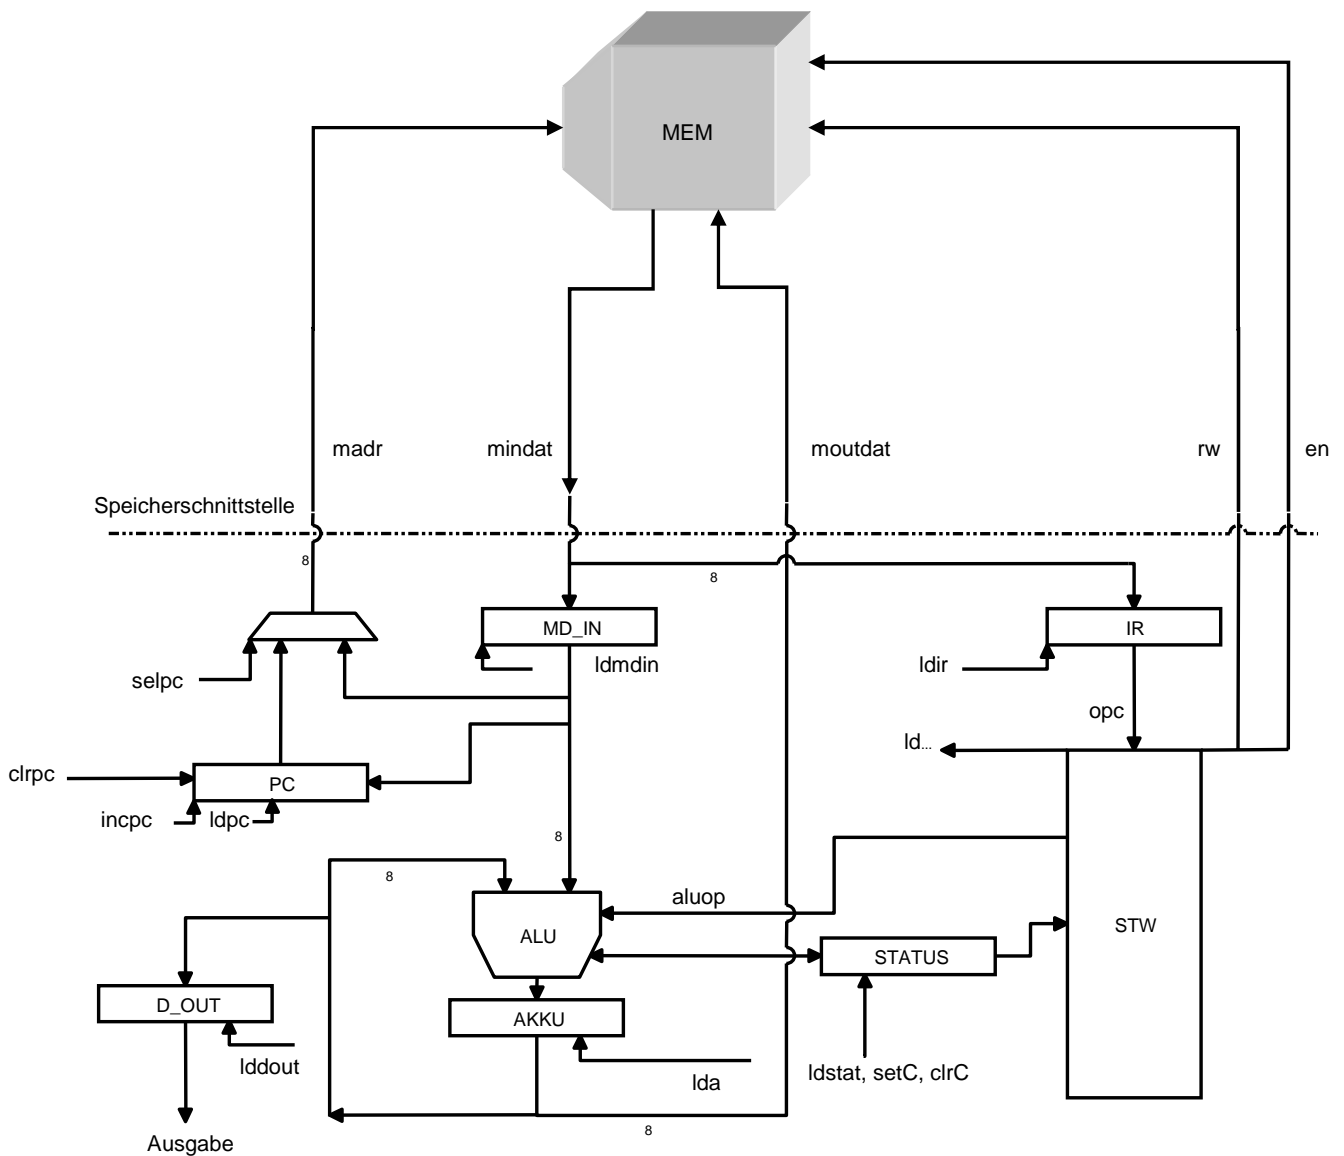 MEM
madr
mindat
moutdat
rw
en
Speicherschnittstelle
8
8
MD_IN
IR
selpc
ldmdin
ldir
opc
ld...
clrpc
PC
incpc
ldpc
8
8
aluop
ALU
STW
STATUS
D_OUT
AKKU
lddout
lda
ldstat, setC, clrC
8
Ausgabe